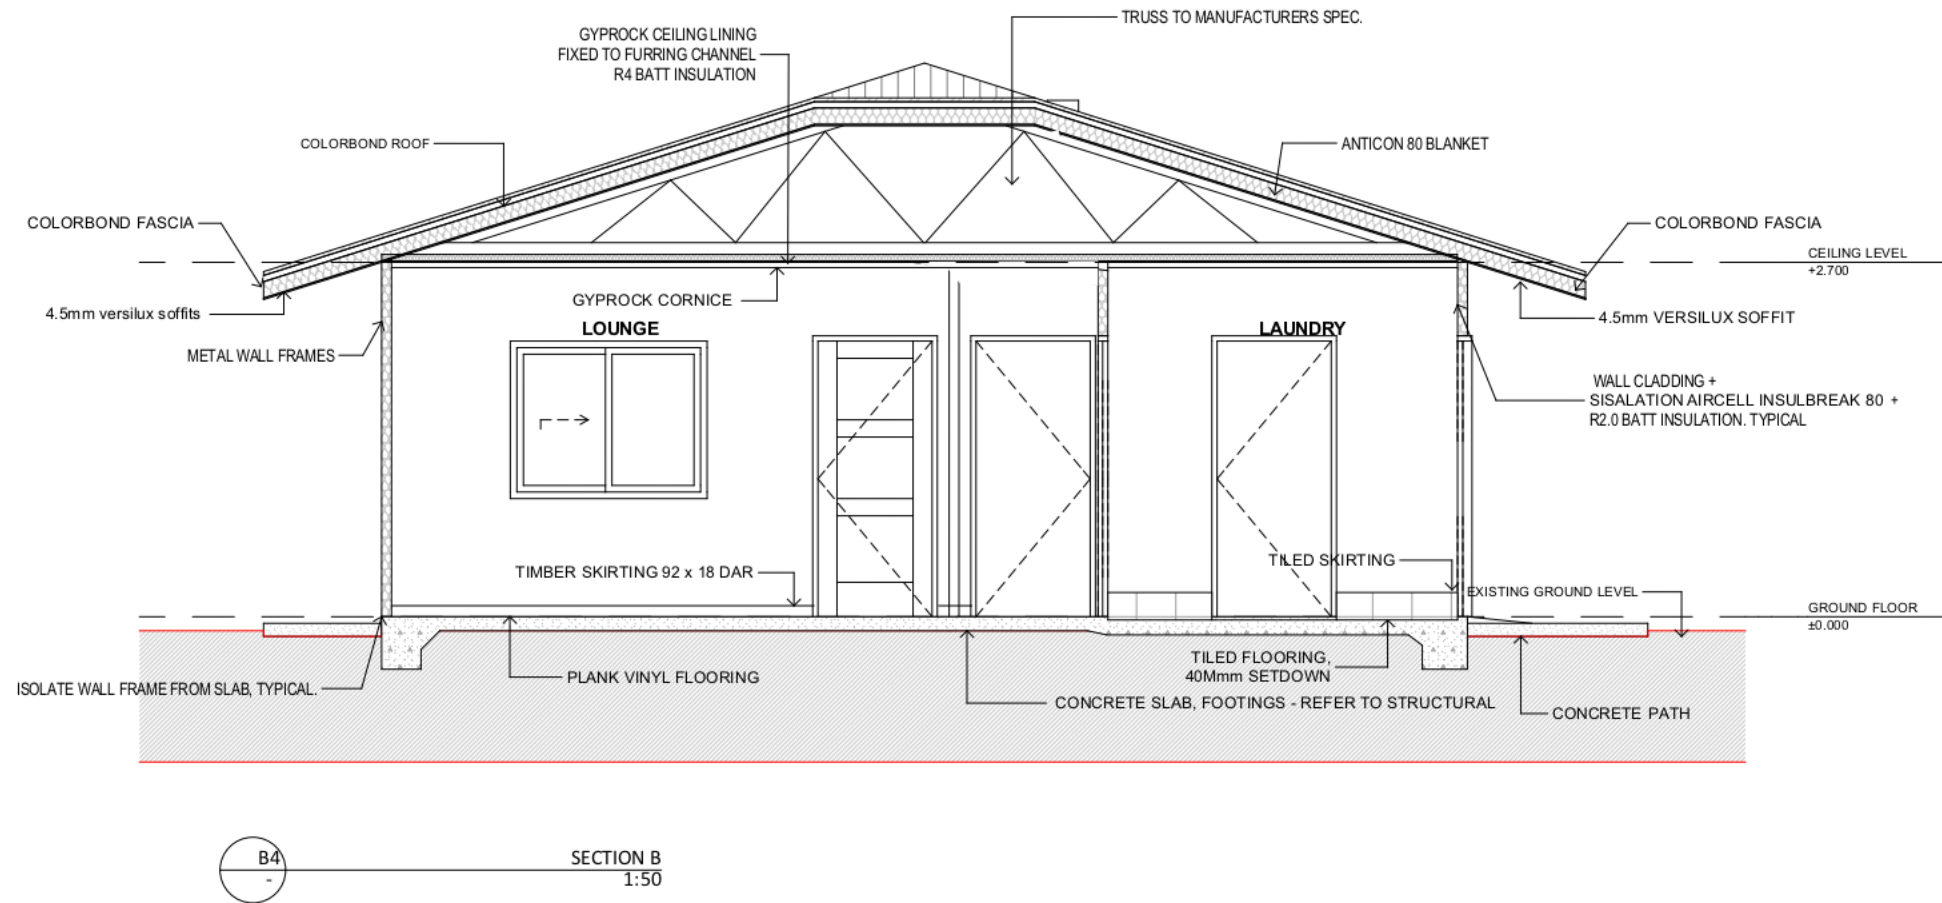 TRUSS TO MANUFACTURERS SPEC.
GYPROCK CEILING LINING
FIXED TO FURRING CHANNEL
R4 BATT INSULATION
COLORBOND ROOF
ANTICON 80 BLANKET
COLORBOND FASCIA
COLORBOND FASCIA
CEILING LEVEL
+2.700
GYPROCK CORNICE
4.5mm versilux soffits
4.5mm VERSILUX SOFFIT
LOUNGE
LAUNDRY
METAL WALL FRAMES
WALL CLADDING +
SISALATION AIRCELL INSULBREAK 80 +
R2.0 BATT INSULATION. TYPICAL
TILED SKIRTING
TIMBER SKIRTING 92 x 18 DAR
EXISTING GROUND LEVEL
GROUND FLOOR
±0.000
TILED FLOORING,
40Mmm SETDOWN
PLANK VINYL FLOORING
ISOLATE WALL FRAME FROM SLAB, TYPICAL.
CONCRETE SLAB, FOOTINGS - REFER TO STRUCTURAL
CONCRETE PATH
B4
-
SECTION B
1:50